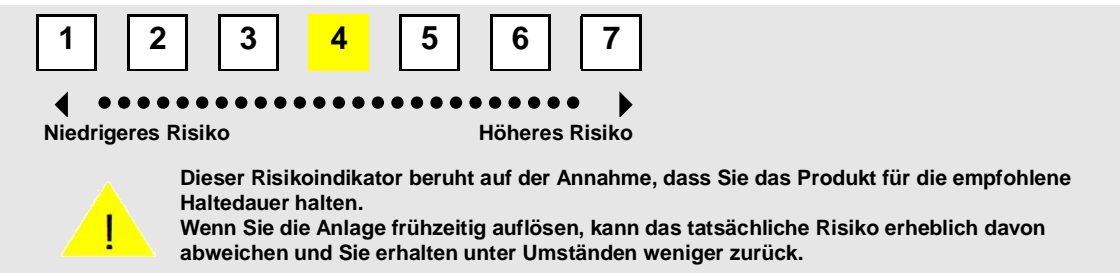 1 2 3 4 5 6 7
Niedrigeres Risiko Höheres Risiko
Dieser Risikoindikator beruht auf der Annahme, dass Sie das Produkt für die empfohlene
Haltedauer halten.
Wenn Sie die Anlage frühzeitig auflösen, kann das tatsächliche Risiko erheblich davon
abweichen und Sie erhalten unter Umständen weniger zurück.
!